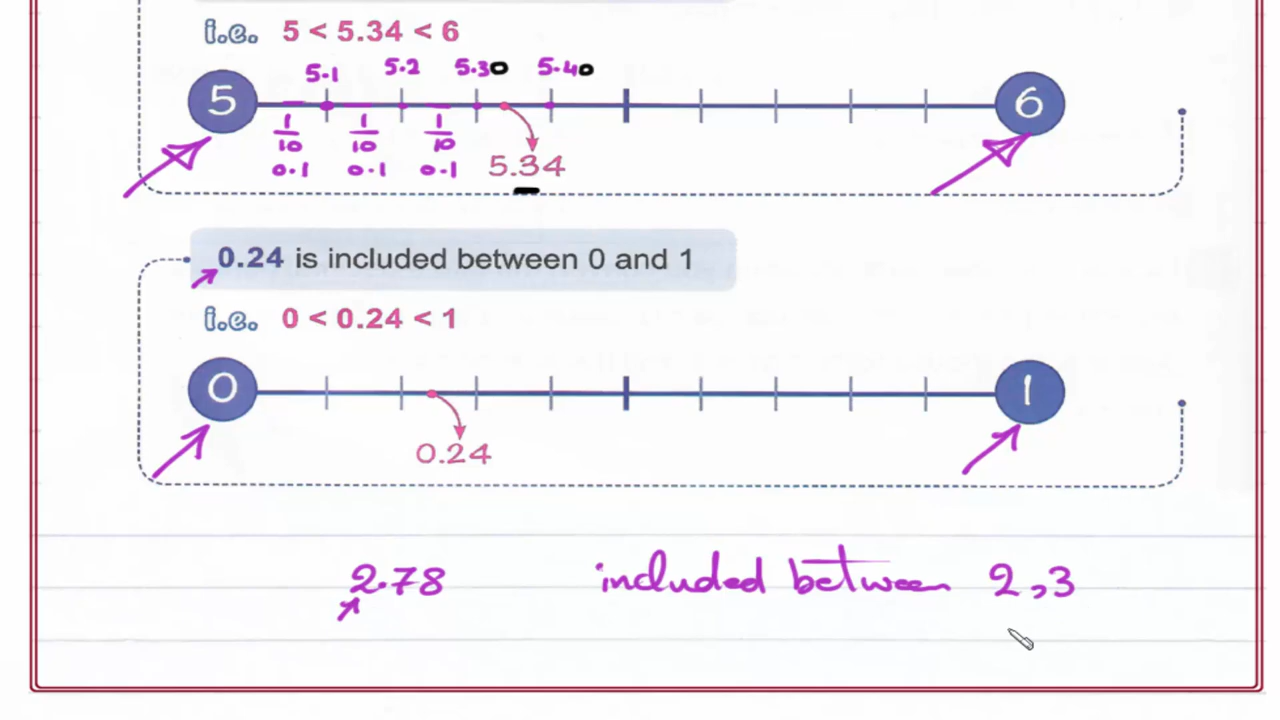 i.e. 5 < 5.34 < 6
5.1 5.2 5.30 5.40
5 6
1/10 1/10 1/10
0.1 0.1 0.1 5.34
0.24 is included between 0 and 1
i.e. 0 < 0.24 < 1
0 1
0.24
2.78 included between 2,3